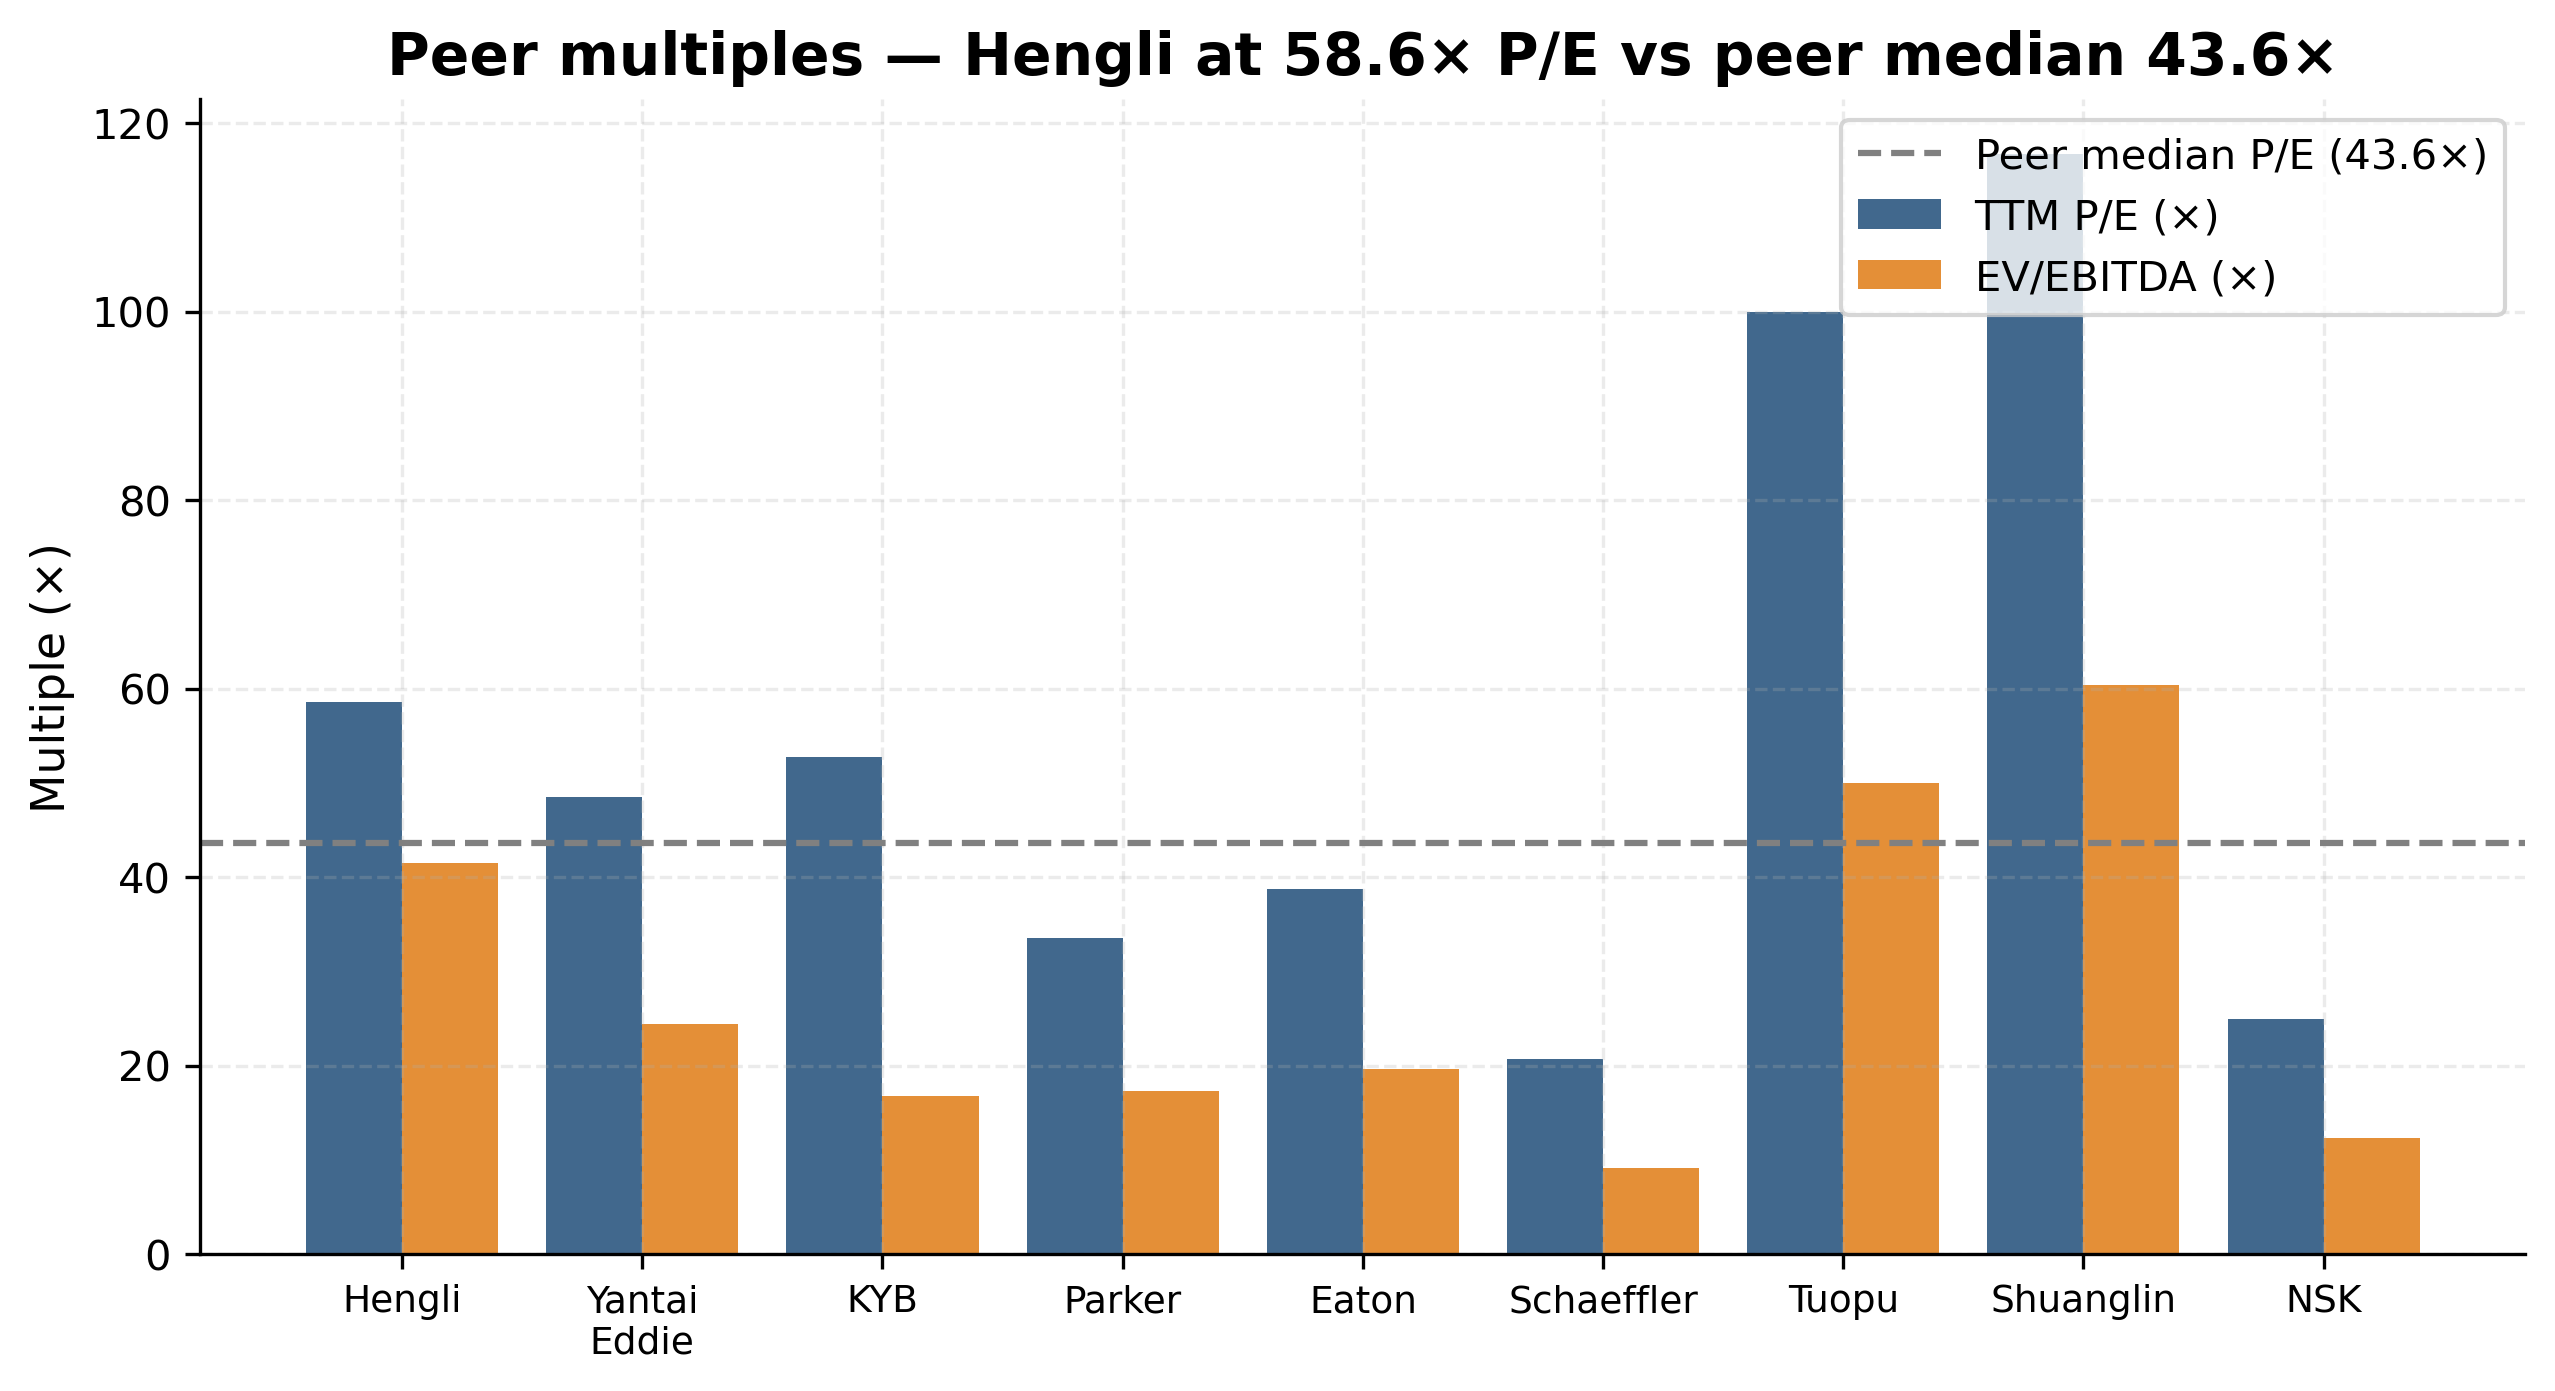 Peer multiples — Hengli at 58.6× P/E vs peer median 43.6×
Peer median P/E (43.6×)
TTM P/E (×)
EV/EBITDA (×)
Multiple (×)
120
100
80
60
40
20
0
Hengli
Yantai
Eddie
KYB
Parker
Eaton
Schaeffler
Tuopu
Shuanglin
NSK